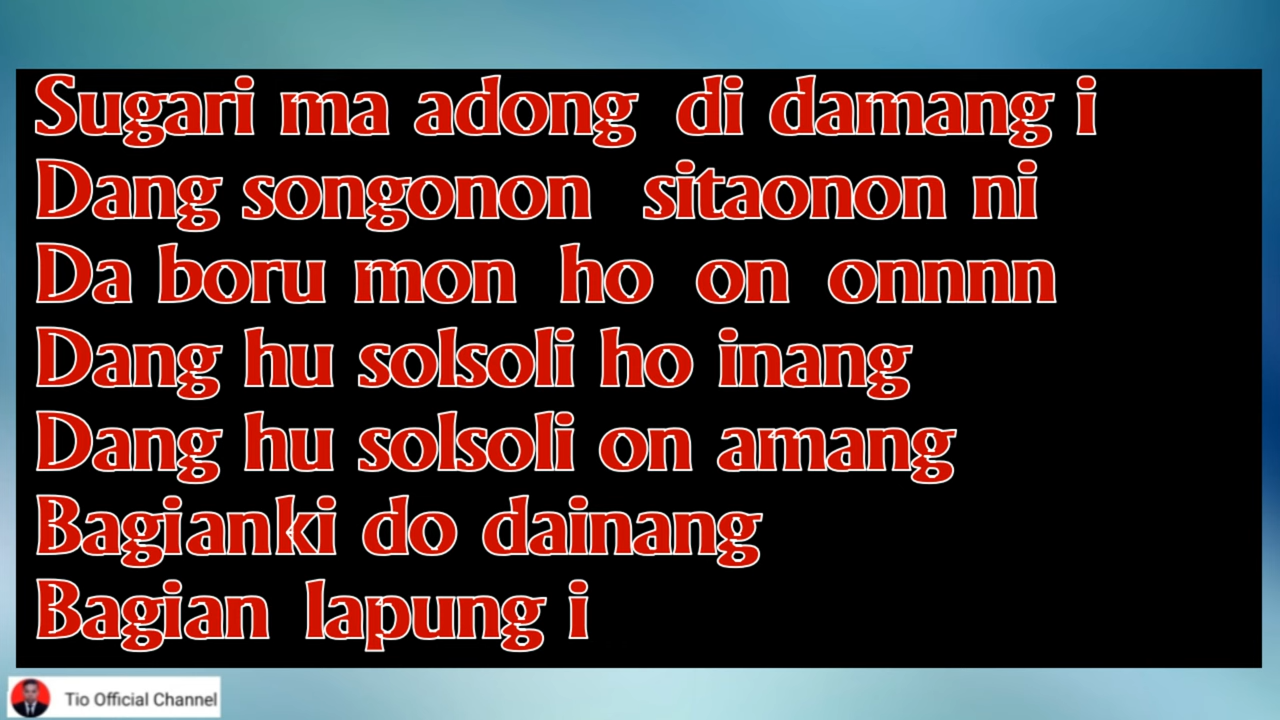 Sugari ma adong di damang i
Dang songonon sitaonon ni
Da boru mon ho on onnnn
Dang hu solsoli ho inang
Dang hu solsoli on amang
Bagianki do dainang
Bagian lapung i
Tio Official Channel